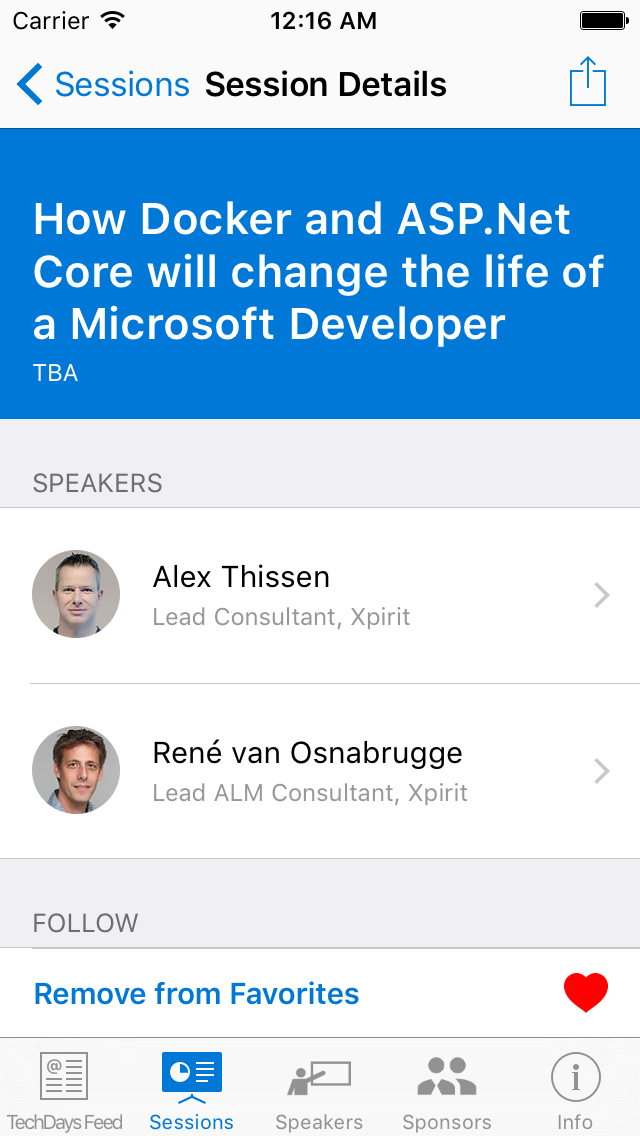 Carrier 12:16 AM
Sessions Session Details
How Docker and ASP.Net
Core will change the life of
a Microsoft Developer
TBA
SPEAKERS
Alex Thissen
Lead Consultant, Xpirit
René van Osnabrugge
Lead ALM Consultant, Xpirit
FOLLOW
Remove from Favorites
@
TechDays Feed Sessions Speakers Sponsors Info